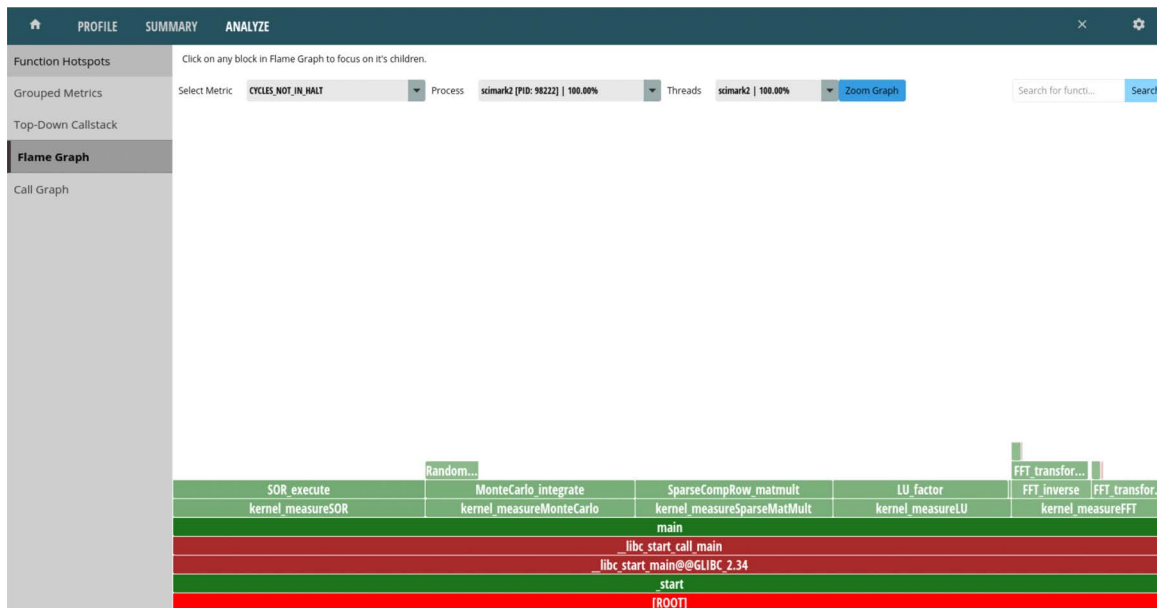 PROFILE SUMMARY ANALYZE ×
Function Hotspots
Grouped Metrics
Top-Down Callstack
Flame Graph
Call Graph
Click on any block in Flame Graph to focus on it's children.
Select Metric CYCLES_NOT_IN_HALT Process scimark2 [PID: 98222] | 100.00% Threads scimark2 | 100.00% Zoom Graph Search for functi... Search
Random... FFT_transfor...
SOR_execute MonteCarlo_integrate SparseCompRow_matmult LU_factor FFT_inverse FFT_transfor.
kernel_measureSOR kernel_measureMonteCarlo kernel_measureSparseMatMult kernel_measureLU kernel_measureFFT
main
__libc_start_call_main
__libc_start_main@@GLIBC_2.34
_start
[ROOT]